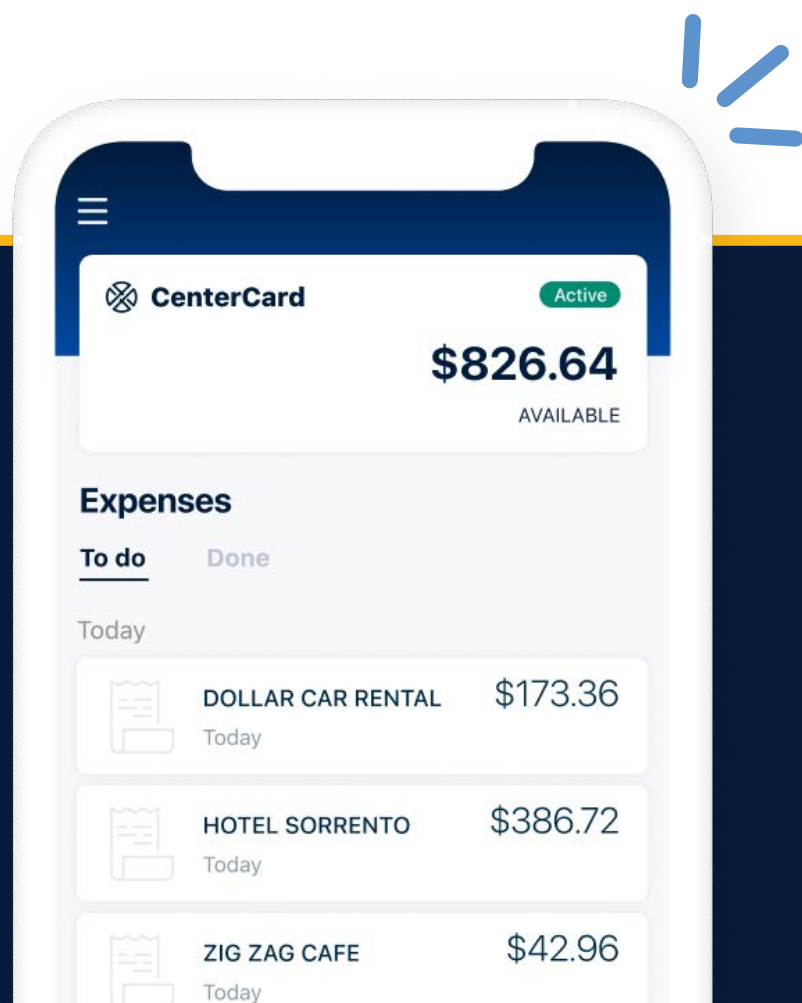 CenterCard
Active
$826.64
AVAILABLE
Expenses
To do Done
Today
DOLLAR CAR RENTAL $173.36
Today
HOTEL SORRENTO $386.72
Today
ZIG ZAG CAFE $42.96
Today